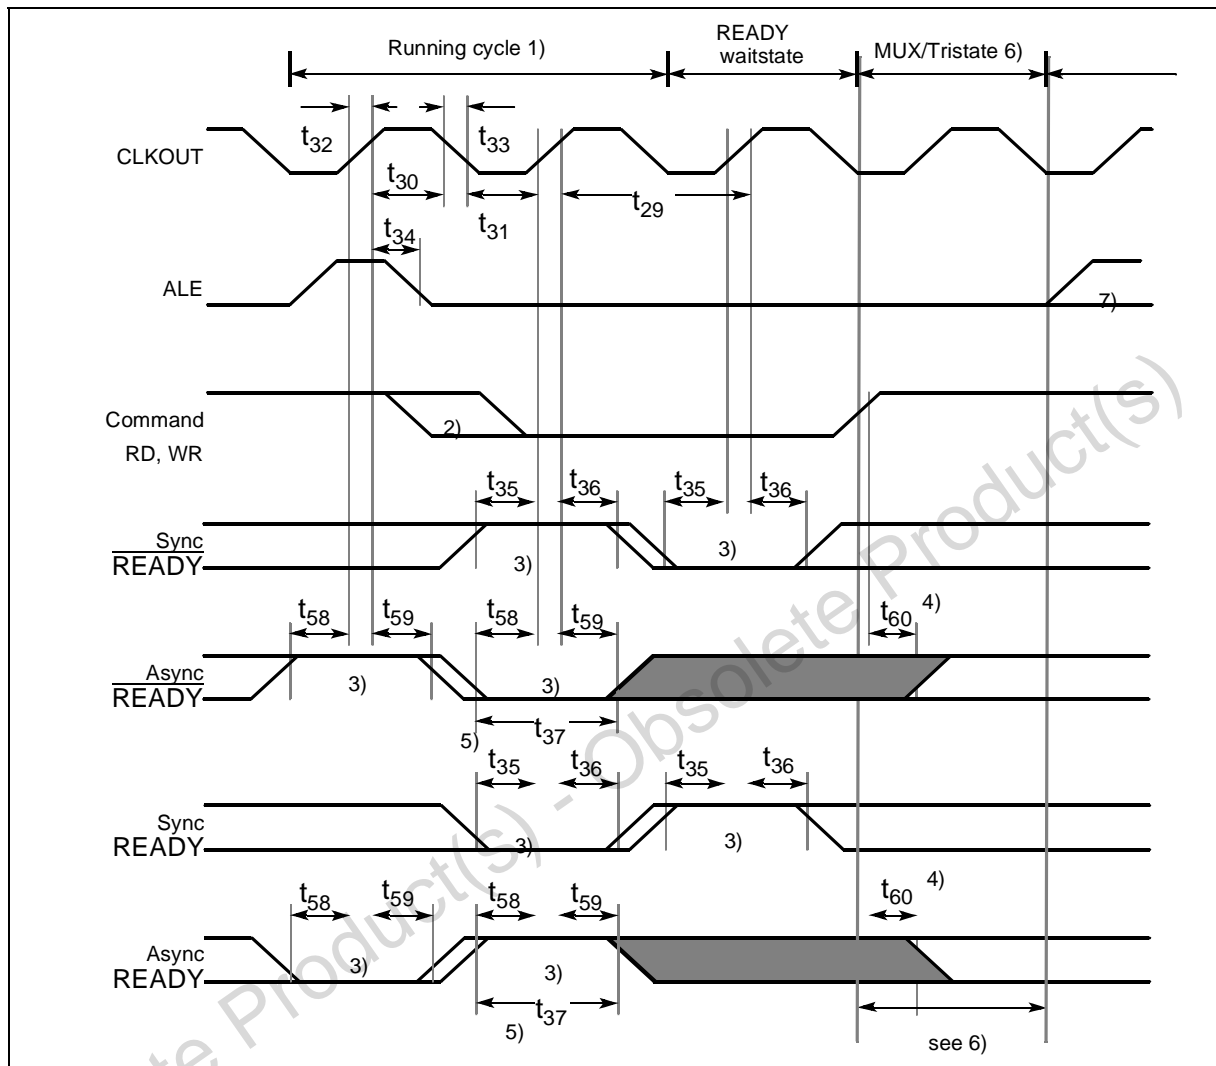 Running cycle 1)
READY
waitstate
MUX/Tristate 6)
t32
t33
CLKOUT
t30
t31
t29
t34
ALE
7)
Command
RD, WR
2)
t35
t36
t35
t36
Sync
READY
3)
3)
t58
t59
t58
t59
t60
4)
Async
READY
3)
3)
t37
5)
t35
t36
t35
t36
Sync
READY
3)
3)
t58
t59
t58
t59
t60
4)
Async
READY
3)
3)
t37
5)
see 6)
te Product(s) - Obsolete Product(s)